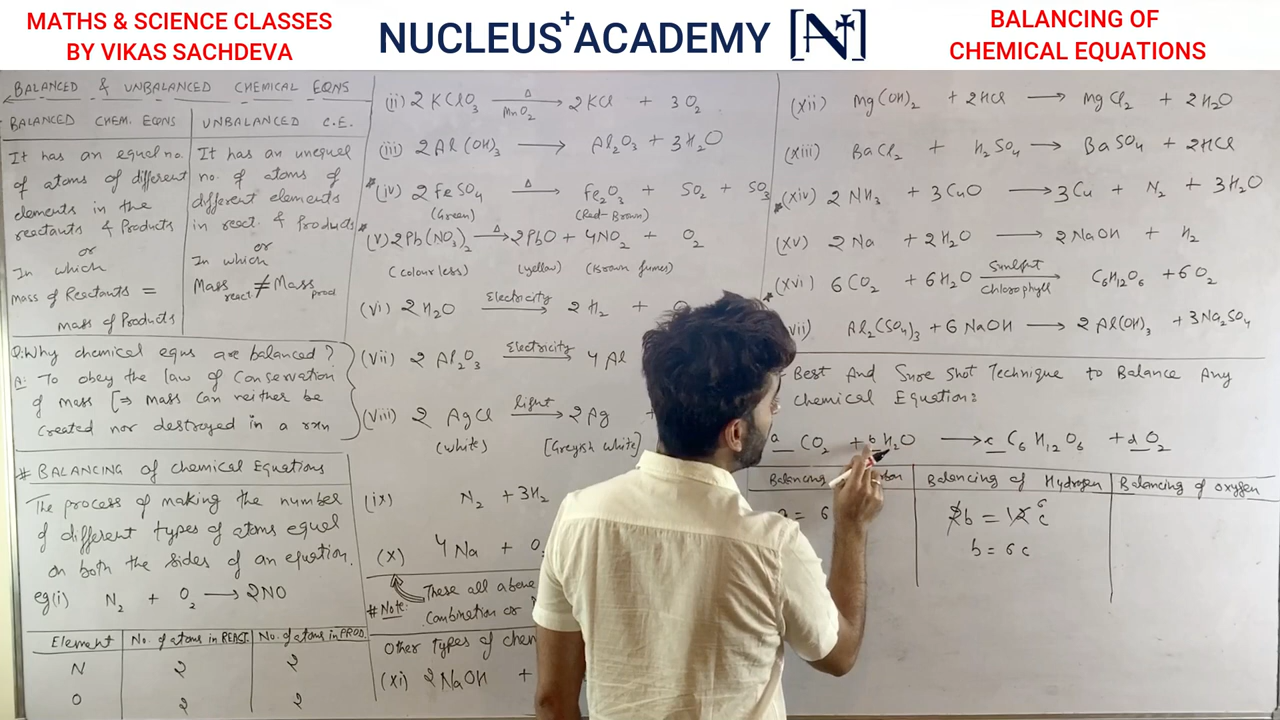 MATHS & SCIENCE CLASSES
BY VIKAS SACHDEVA
NUCLEUS⁺ ACADEMY [N]
BALANCING OF
CHEMICAL EQUATIONS
BALANCED & UNBALANCED CHEMICAL EQNS
BALANCED CHEM. EQNS
It has an equal no.
of atoms of different
elements in the
reactants & Products
or
In which
Mass of Reactants =
mass of Products
UNBALANCED C.E.
It has an unequal
no. of atoms of
different elements
in react. & Products
or
In which
Mass react. ≠ Mass prod
Q: Why chemical eqns are balanced?
A: To obey the law of Conservation
of mass [⇒ mass can neither be
created nor destroyed in a rxn
# BALANCING OF Chemical Equations
The process of making the number
of different types of atoms equal
on both the sides of an equation.
eg(i) N₂ + O₂ → 2NO
Element No. of atoms in REACT. No. of atoms in PROD.
N 2 2
O 2 2
(ii) 2KClO₃ Δ→ MnO₂ 2KCl + 3O₂
(iii) 2Al(OH)₃ → Al₂O₃ + 3H₂O
*(iv) 2FeSO₄ Δ→ Fe₂O₃ + SO₂ + SO₃
(Green) (Red-Brown)
*(v) 2Pb(NO₃)₂ Δ→ 2PbO + 4NO₂ + O₂
(colourless) (yellow) (Brown fumes)
(vi) 2H₂O Electricity→ 2H₂ +
(vii) 2Al₂O₃ Electricity→ 4Al
(viii) 2AgCl light→ 2Ag
(white) [Greyish white]
(ix) N₂ + 3H₂
(x) 4Na + O
# Note: These all above
Combination or
Other types of chem
(xi) 2NaOH +
(xii) Mg(OH)₂ + 2HCl → MgCl₂ + 2H₂O
(xiii) BaCl₂ + H₂SO₄ → BaSO₄ + 2HCl
*(xiv) 2NH₃ + 3CuO → 3Cu + N₂ + 3H₂O
(xv) 2Na + 2H₂O → 2NaOH + H₂
*(xvi) 6CO₂ + 6H₂O Sunlight→ Chlorophyll C₆H₁₂O₆ + 6O₂
vii) Al₂(SO₄)₃ + 6NaOH → 2Al(OH)₃ + 3Na₂SO₄
Best And Sure Shot Technique to Balance Any
Chemical Equation:
a CO₂ + b H₂O → c C₆H₁₂O₆ + d O₂
Balancing
= 6
Balancing of Hydrogen
2b = 12 6 c
b = 6c
Balancing of oxygen